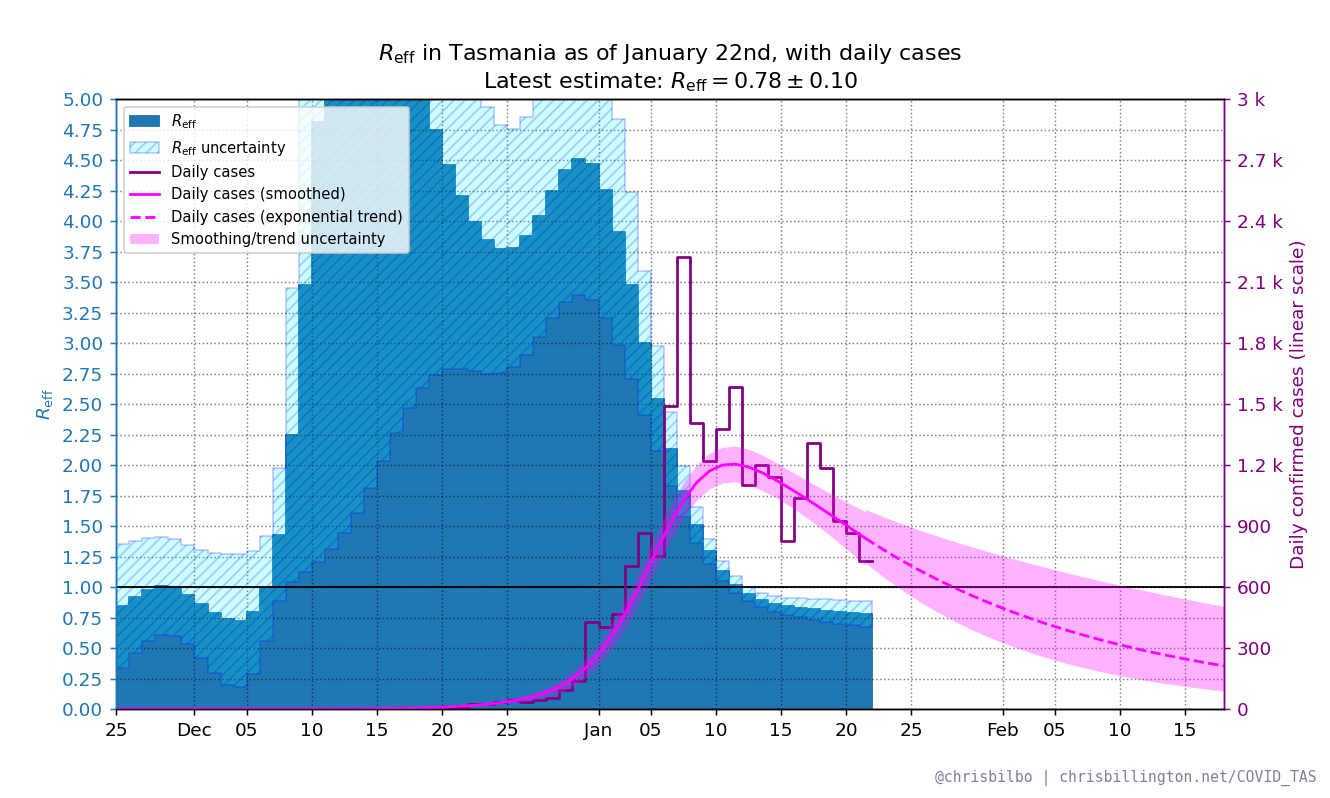 R_eff in Tasmania as of January 22nd, with daily cases
Latest estimate: R_eff = 0.78 ± 0.10
R_eff
R_eff uncertainty
Daily cases
Daily cases (smoothed)
Daily cases (exponential trend)
Smoothing/trend uncertainty
5.00
4.75
4.50
4.25
4.00
3.75
3.50
3.25
3.00
2.75
2.50
2.25
2.00
1.75
1.50
1.25
1.00
0.75
0.50
0.25
0.00
R_eff
3 k
2.7 k
2.4 k
2.1 k
1.8 k
1.5 k
1.2 k
900
600
300
0
Daily confirmed cases (linear scale)
25 Dec 05 10 15 20 25 Jan 05 10 15 20 25 Feb 05 10 15
@chrisbilbo | chrisbillington.net/COVID_TAS